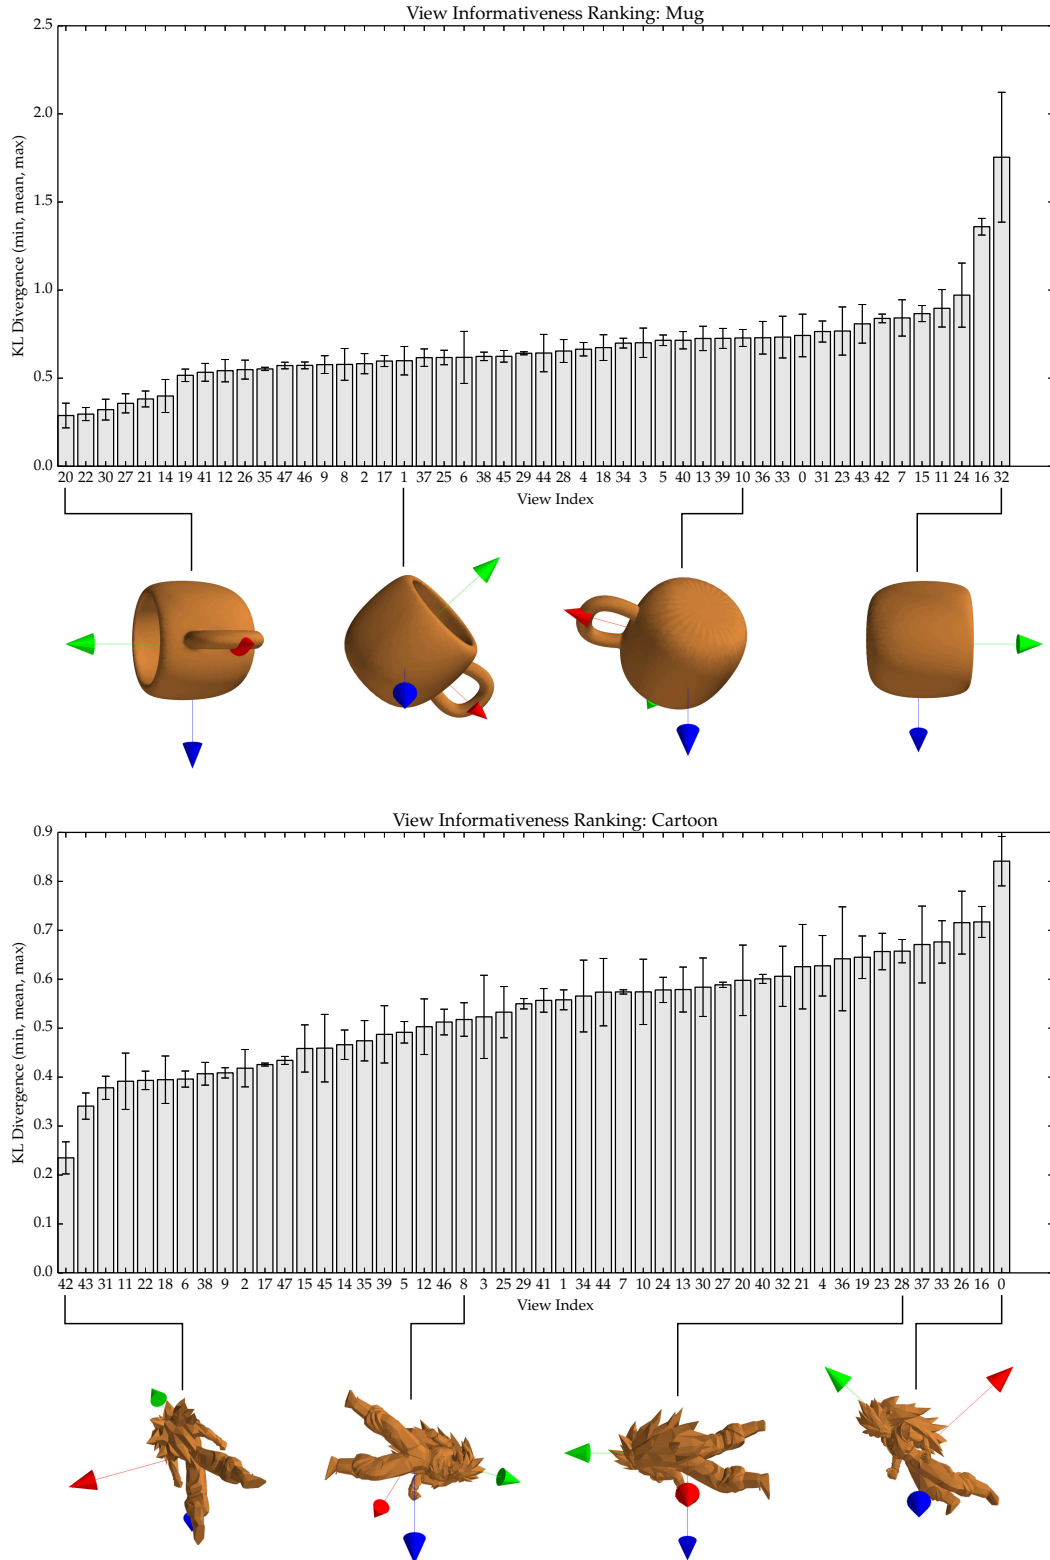 View Informativeness Ranking: Mug
2.5
2.0
1.5
1.0
0.5
0.0
KL Divergence (min, mean, max)
20 22 30 27 21 14 19 41 12 26 35 47 46 9 8 2 17 1 37 25 6 38 45 29 44 28 4 18 34 3 5 40 13 39 10 36 33 0 31 23 43 42 7 15 11 24 16 32
View Index
View Informativeness Ranking: Cartoon
0.9
0.8
0.7
0.6
0.5
0.4
0.3
0.2
0.1
0.0
KL Divergence (min, mean, max)
42 43 31 11 22 18 6 38 9 2 17 47 15 45 14 35 39 5 12 46 8 3 25 29 41 1 34 44 7 10 24 13 30 27 20 40 32 21 4 36 19 23 28 37 33 26 16 0
View Index